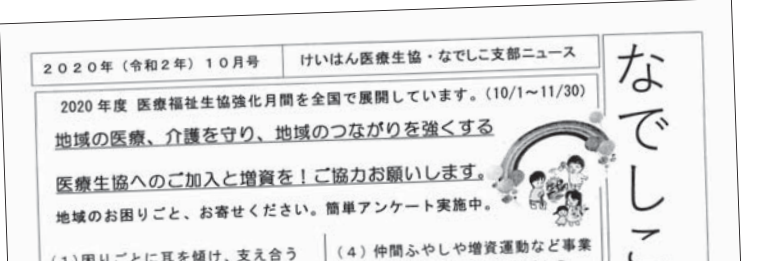 2020年（令和2年）10月号
けいはん医療生協・なでしこ支部ニュース
なでしこ
2020年度 医療福祉生協強化月間を全国で展開しています。（10/1～11/30）
地域の医療、介護を守り、地域のつながりを強くする
医療生協へのご加入と増資を！ご協力お願いします。
地域のお困りごと、お寄せください。簡単アンケート実施中。
（1）困りごとに耳を傾け、支え合う
（4）仲間ふやしや増資運動など事業